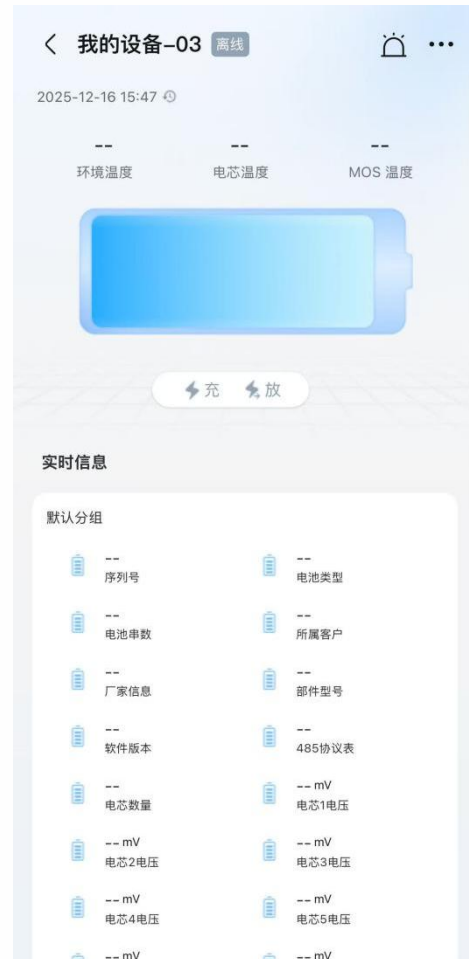 我的设备-03 离线
2025-12-16 15:47
-- -- --
环境温度 电芯温度 MOS 温度
充 放
实时信息
默认分组
-- --
序列号 电池类型
-- --
电池串数 所属客户
-- --
厂家信息 部件型号
-- --
软件版本 485协议表
-- -- mV
电芯数量 电芯1电压
-- mV -- mV
电芯2电压 电芯3电压
-- mV -- mV
电芯4电压 电芯5电压
-- mV -- mV